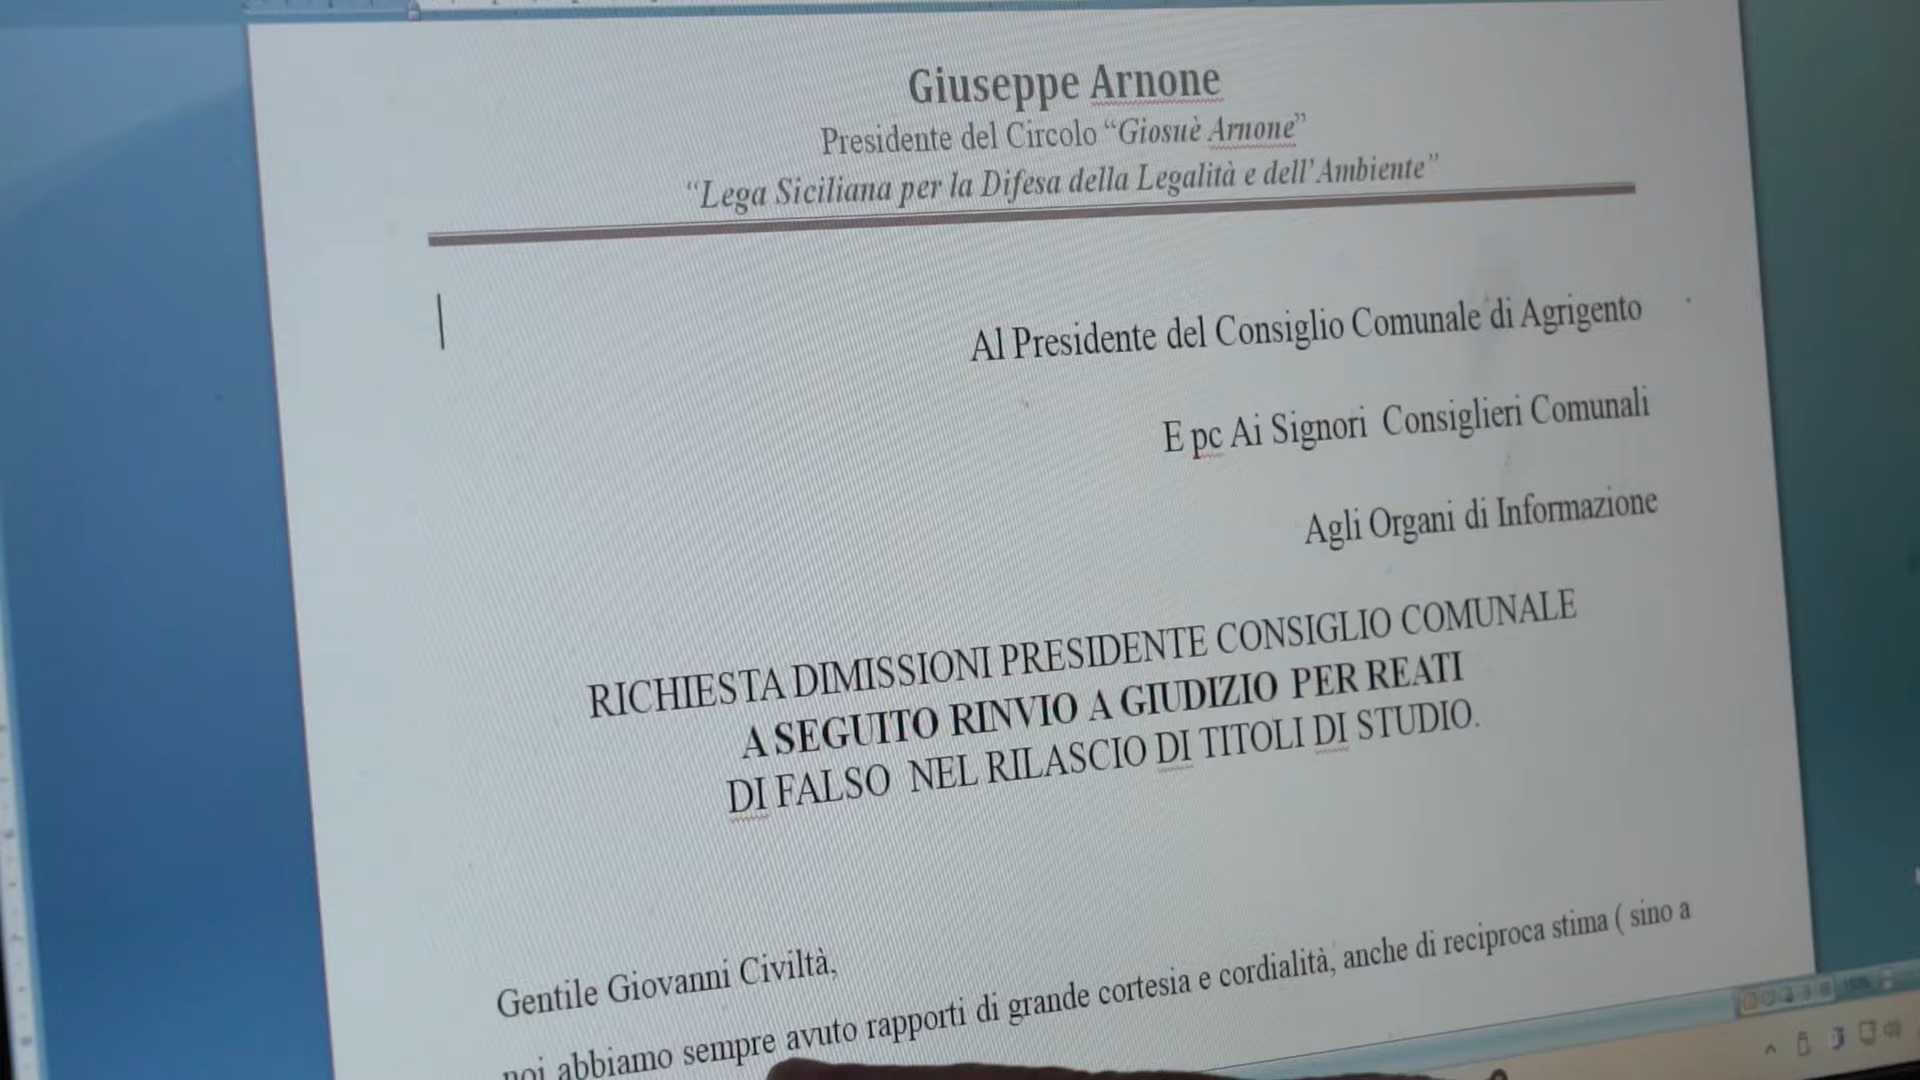 Giuseppe Arnone
Presidente del Circolo “Giosuè Arnone”
“Lega Siciliana per la Difesa della Legalità e dell’Ambiente”
Al Presidente del Consiglio Comunale di Agrigento
E pc Ai Signori Consiglieri Comunali
Agli Organi di Informazione
RICHIESTA DIMISSIONI PRESIDENTE CONSIGLIO COMUNALE
A SEGUITO RINVIO A GIUDIZIO PER REATI
DI FALSO NEL RILASCIO DI TITOLI DI STUDIO.
Gentile Giovanni Civiltà,
noi abbiamo sempre avuto rapporti di grande cortesia e cordialità, anche di reciproca stima ( sino a